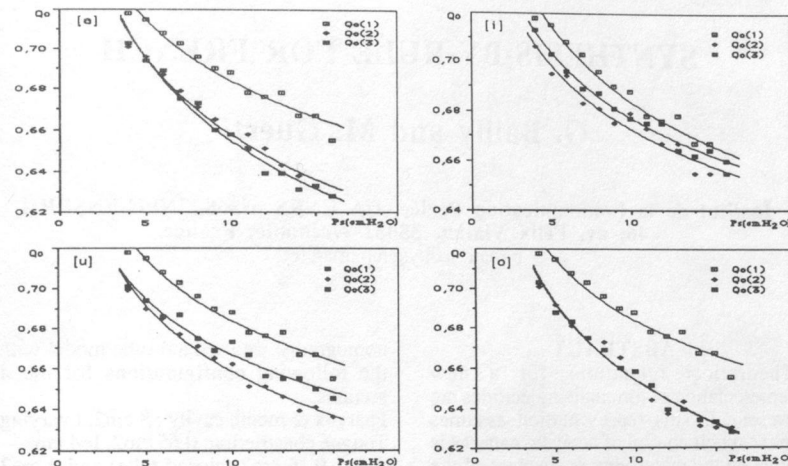 Qo
[a]
Qo(1)
Qo(2)
Qo(3)
0,70
0,68
0,66
0,64
0,62
0
5
10
Ps(cmH2O)
Qo
[i]
Qo(1)
Qo(2)
Qo(3)
0,70
0,68
0,66
0,64
0
5
10
Ps(cmH2O)
Qo
[u]
Qo(1)
Qo(2)
Qo(3)
0,70
0,68
0,66
0,64
0,62
0
5
10
Ps(cmH2O)
Qo
[o]
Qo(1)
Qo(2)
Qo(3)
0,70
0,68
0,66
0,64
0,62
0
5
10
Ps(cmH2O)